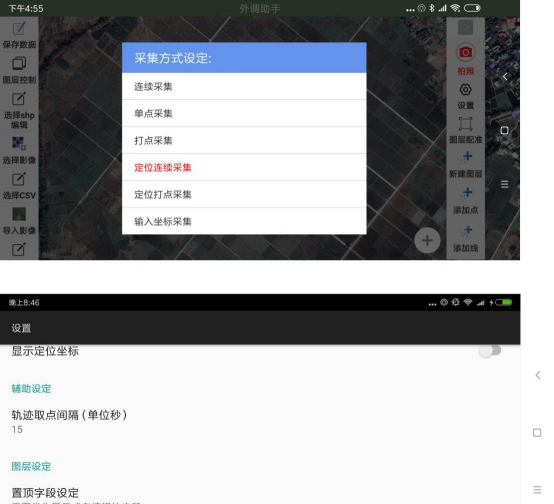 下午4:55
外调助手
保存数据
图层控制
选择shp
编辑
选择影像
选择CSV
导入影像
采集方式设定:
连续采集
单点采集
打点采集
定位连续采集
定位打点采集
输入坐标采集
拍照
设置
图层配准
新建图层
添加点
添加线
晚上8:46
设置
显示定位坐标
辅助设定
轨迹取点间隔(单位秒)
15
图层设定
置顶字段设定